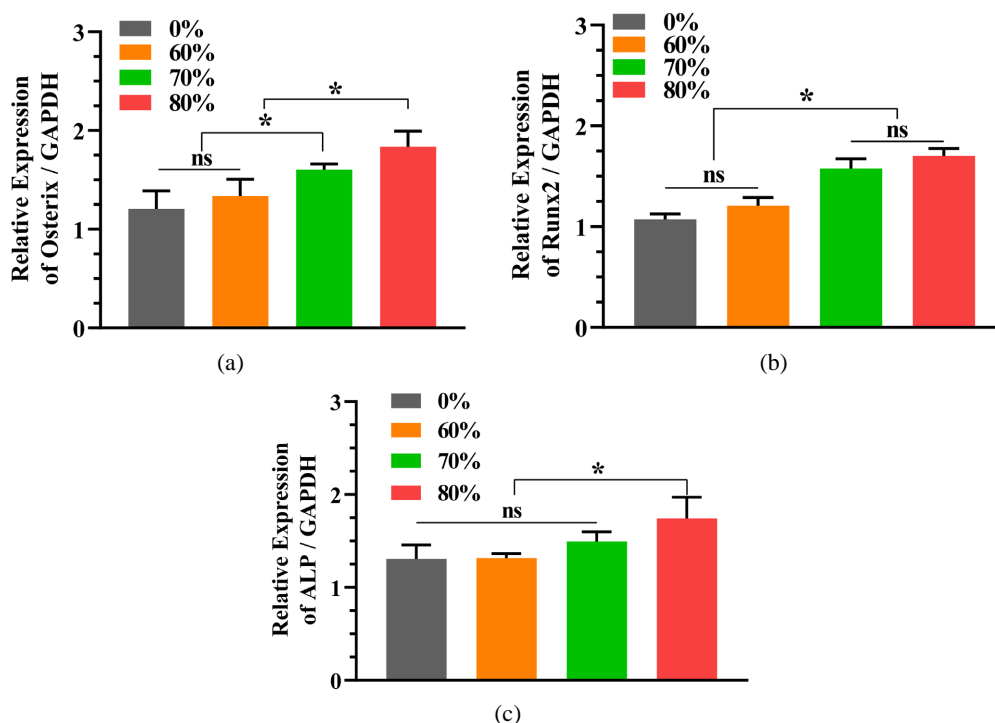 Relative Expression
of Osterix / GAPDH
3
2
1
0
0%
60%
70%
80%
ns
*
*
(a)
Relative Expression
of Runx2 / GAPDH
3
2
1
0
0%
60%
70%
80%
ns
*
ns
(b)
Relative Expression
of ALP / GAPDH
3
2
1
0
0%
60%
70%
80%
ns
*
(c)